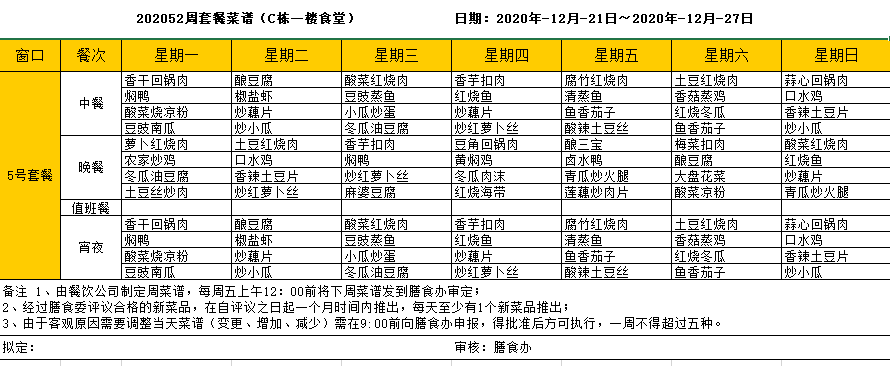 202052周套餐菜谱（C栋一楼食堂） 日期：2020年-12月-21日～2020年-12月-27日
窗口 餐次 星期一 星期二 星期三 星期四 星期五 星期六 星期日
5号套餐
中餐
香干回锅肉 酿豆腐 酸菜红烧肉 香芋扣肉 腐竹红烧肉 土豆红烧肉 蒜心回锅肉
焖鸭 椒盐虾 豆豉蒸鱼 红烧鱼 清蒸鱼 香菇蒸鸡 口水鸡
酸菜烧凉粉 炒藕片 小瓜炒蛋 炒藕片 鱼香茄子 红烧冬瓜 香辣土豆片
豆豉南瓜 炒小瓜 冬瓜油豆腐 炒红萝卜丝 酸辣土豆丝 鱼香茄子 炒小瓜
晚餐
萝卜红烧肉 土豆红烧肉 香芋扣肉 豆角回锅肉 酿三宝 梅菜扣肉 酸菜红烧肉
农家炒鸡 口水鸡 焖鸭 黄焖鸡 卤水鸭 酿豆腐 红烧鱼
冬瓜油豆腐 香辣土豆片 炒红萝卜丝 冬瓜肉沫 青瓜炒火腿 大盘花菜 炒藕片
土豆丝炒肉 炒红萝卜丝 麻婆豆腐 红烧海带 莲藕炒肉片 酸菜凉粉 青瓜炒火腿
值班餐
宵夜
香干回锅肉 酿豆腐 酸菜红烧肉 香芋扣肉 腐竹红烧肉 土豆红烧肉 蒜心回锅肉
焖鸭 椒盐虾 豆豉蒸鱼 红烧鱼 清蒸鱼 香菇蒸鸡 口水鸡
酸菜烧凉粉 炒藕片 小瓜炒蛋 炒藕片 鱼香茄子 红烧冬瓜 香辣土豆片
豆豉南瓜 炒小瓜 冬瓜油豆腐 炒红萝卜丝 酸辣土豆丝 鱼香茄子 炒小瓜
备注 1、由餐饮公司制定周菜谱，每周五上午12：00前将下周菜谱发到膳食办审定；
2、经过膳食委评议合格的新菜品，在自评议之日起一个月时间内推出，每天至少有1个新菜品推出；
3、由于客观原因需要调整当天菜谱（变更、增加、减少）需在9:00前向膳食办申报，得批准后方可执行，一周不得超过五种。
拟定： 审核：膳食办